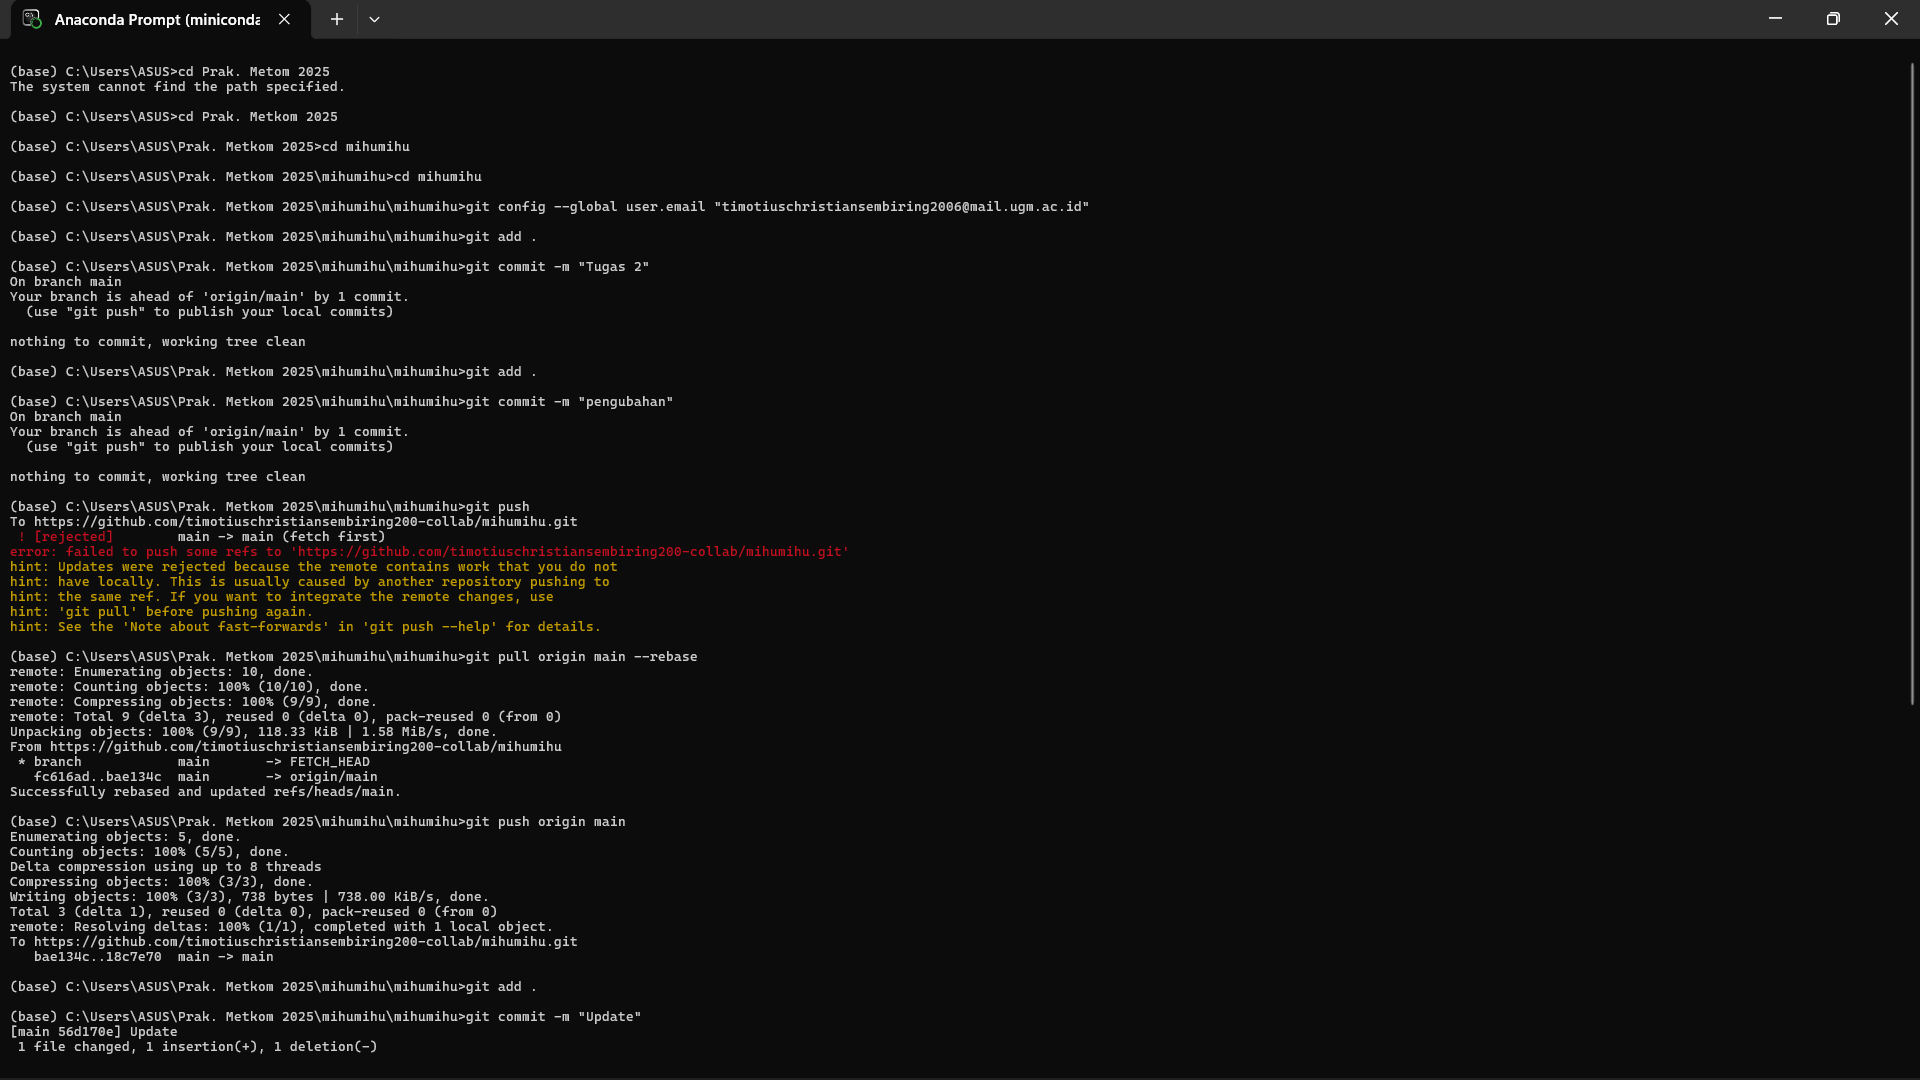 Anaconda Prompt (minicond
(base) C:\Users\ASUS>cd Prak. Metom 2025
The system cannot find the path specified.
(base) C:\Users\ASUS>cd Prak. Metkom 2025
(base) C:\Users\ASUS\Prak. Metkom 2025>cd mihumihu
(base) C:\Users\ASUS\Prak. Metkom 2025\mihumihu>cd mihumihu
(base) C:\Users\ASUS\Prak. Metkom 2025\mihumihu\mihumihu>git config --global user.email "timotiuschristiansembiring2006@mail.ugm.ac.id"
(base) C:\Users\ASUS\Prak. Metkom 2025\mihumihu\mihumihu>git add .
(base) C:\Users\ASUS\Prak. Metkom 2025\mihumihu\mihumihu>git commit -m "Tugas 2"
On branch main
Your branch is ahead of 'origin/main' by 1 commit.
  (use "git push" to publish your local commits)
nothing to commit, working tree clean
(base) C:\Users\ASUS\Prak. Metkom 2025\mihumihu\mihumihu>git add .
(base) C:\Users\ASUS\Prak. Metkom 2025\mihumihu\mihumihu>git commit -m "pengubahan"
On branch main
Your branch is ahead of 'origin/main' by 1 commit.
  (use "git push" to publish your local commits)
nothing to commit, working tree clean
(base) C:\Users\ASUS\Prak. Metkom 2025\mihumihu\mihumihu>git push
To https://github.com/timotiuschristiansembiring200-collab/mihumihu.git
 ! [rejected]        main -> main (fetch first)
error: failed to push some refs to 'https://github.com/timotiuschristiansembiring200-collab/mihumihu.git'
hint: Updates were rejected because the remote contains work that you do not
hint: have locally. This is usually caused by another repository pushing to
hint: the same ref. If you want to integrate the remote changes, use
hint: 'git pull' before pushing again.
hint: See the 'Note about fast-forwards' in 'git push --help' for details.
(base) C:\Users\ASUS\Prak. Metkom 2025\mihumihu\mihumihu>git pull origin main --rebase
remote: Enumerating objects: 10, done.
remote: Counting objects: 100% (10/10), done.
remote: Compressing objects: 100% (9/9), done.
remote: Total 9 (delta 3), reused 0 (delta 0), pack-reused 0 (from 0)
Unpacking objects: 100% (9/9), 118.33 KiB | 1.58 MiB/s, done.
From https://github.com/timotiuschristiansembiring200-collab/mihumihu
 * branch            main       -> FETCH_HEAD
   fc616ad..bae134c  main       -> origin/main
Successfully rebased and updated refs/heads/main.
(base) C:\Users\ASUS\Prak. Metkom 2025\mihumihu\mihumihu>git push origin main
Enumerating objects: 5, done.
Counting objects: 100% (5/5), done.
Delta compression using up to 8 threads
Compressing objects: 100% (3/3), done.
Writing objects: 100% (3/3), 738 bytes | 738.00 KiB/s, done.
Total 3 (delta 1), reused 0 (delta 0), pack-reused 0 (from 0)
remote: Resolving deltas: 100% (1/1), completed with 1 local object.
To https://github.com/timotiuschristiansembiring200-collab/mihumihu.git
   bae134c..18c7e70  main -> main
(base) C:\Users\ASUS\Prak. Metkom 2025\mihumihu\mihumihu>git add .
(base) C:\Users\ASUS\Prak. Metkom 2025\mihumihu\mihumihu>git commit -m "Update"
[main 56d170e] Update
 1 file changed, 1 insertion(+), 1 deletion(-)